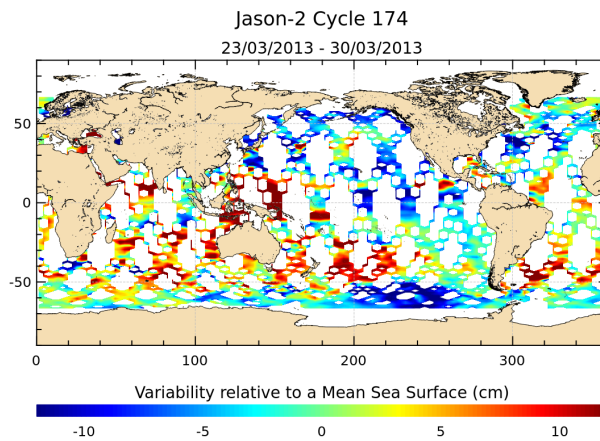 Jason-2 Cycle 174
23/03/2013 - 30/03/2013
50
0
-50
0 100 200 300
Variability relative to a Mean Sea Surface (cm)
-10 -5 0 5 10